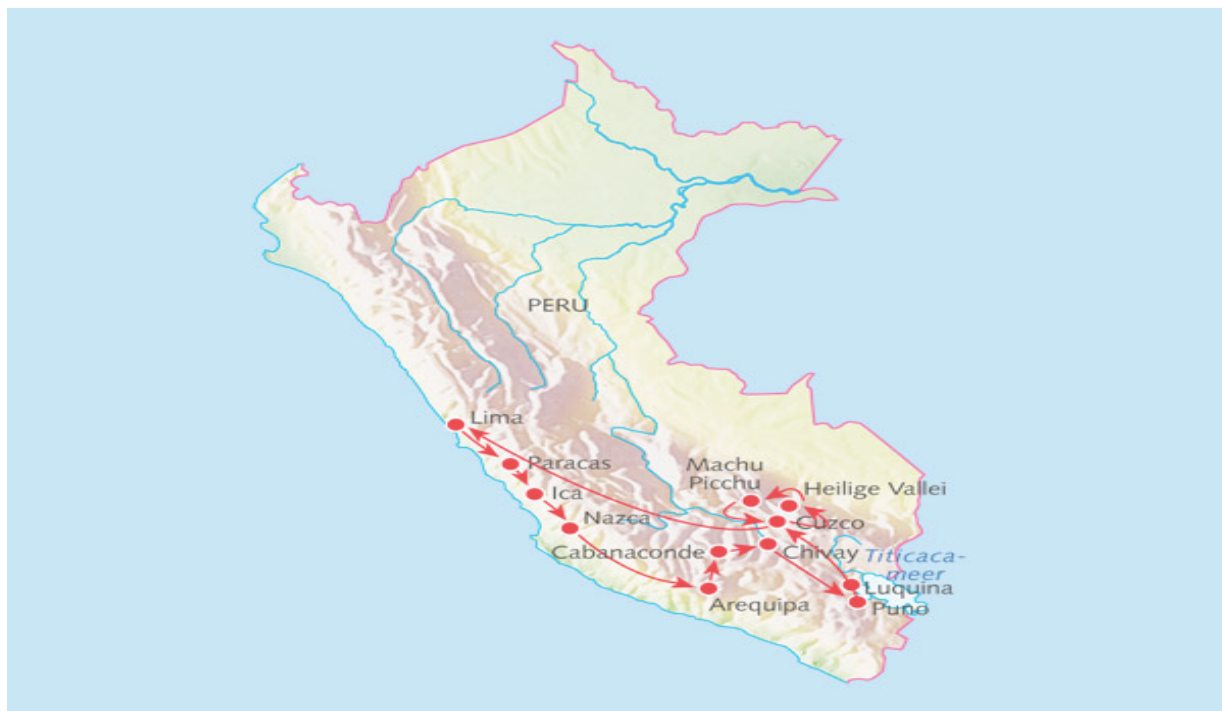 PERU
Lima
Paracas
Ica
Nazca
Machu
Picchu
Heilige Vallei
Cuzco
Cabanaconde
Chivay
Titicaca-
meer
Luquina
Puno
Arequipa